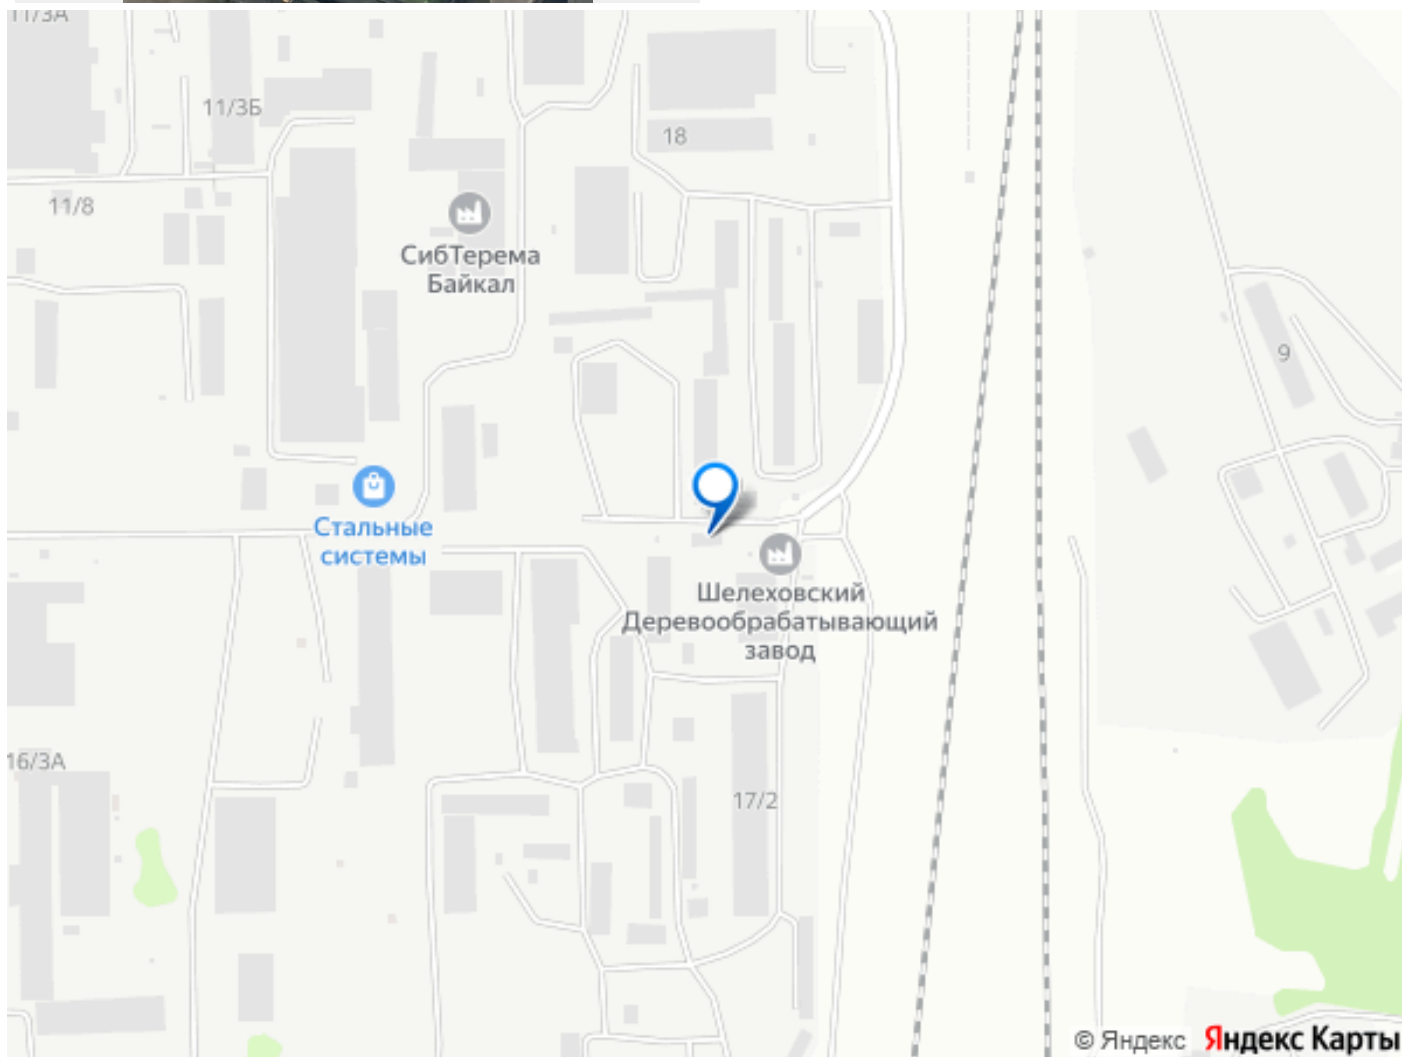 11/3А
11/3Б
18
11/8
СибТерема
Байкал
9
Стальные
системы
Шелеховский
Деревообрабатывающий
завод
16/3А
17/2
© Яндекс Яндекс Карты